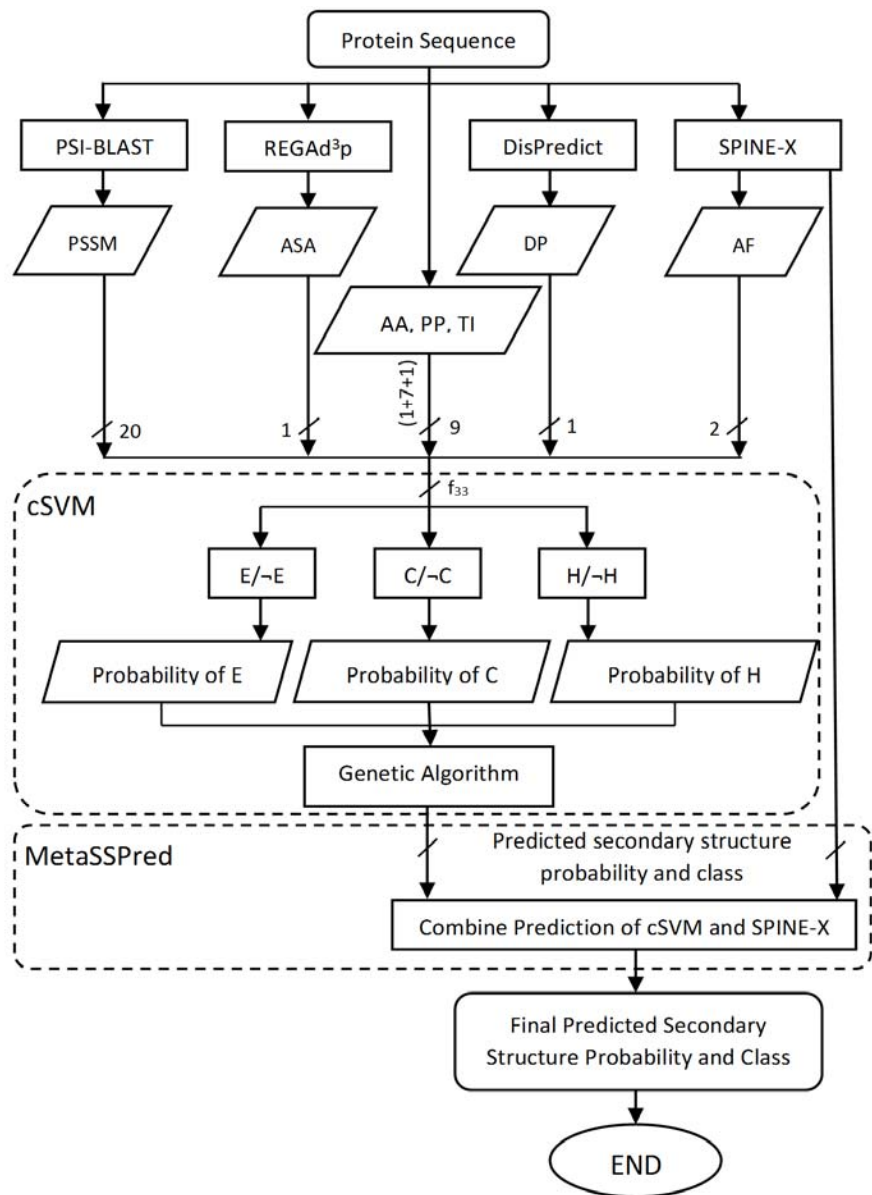 Protein Sequence
PSI-BLAST
REGAd³p
DisPredict
SPINE-X
PSSM
ASA
DP
AF
AA, PP, TI
(1+7+1)
20
1
9
1
2
cSVM
f₃₃
E/¬E
C/¬C
H/¬H
Probability of E
Probability of C
Probability of H
Genetic Algorithm
MetaSSPred
Predicted secondary structure
probability and class
Combine Prediction of cSVM and SPINE-X
Final Predicted Secondary
Structure Probability and Class
END